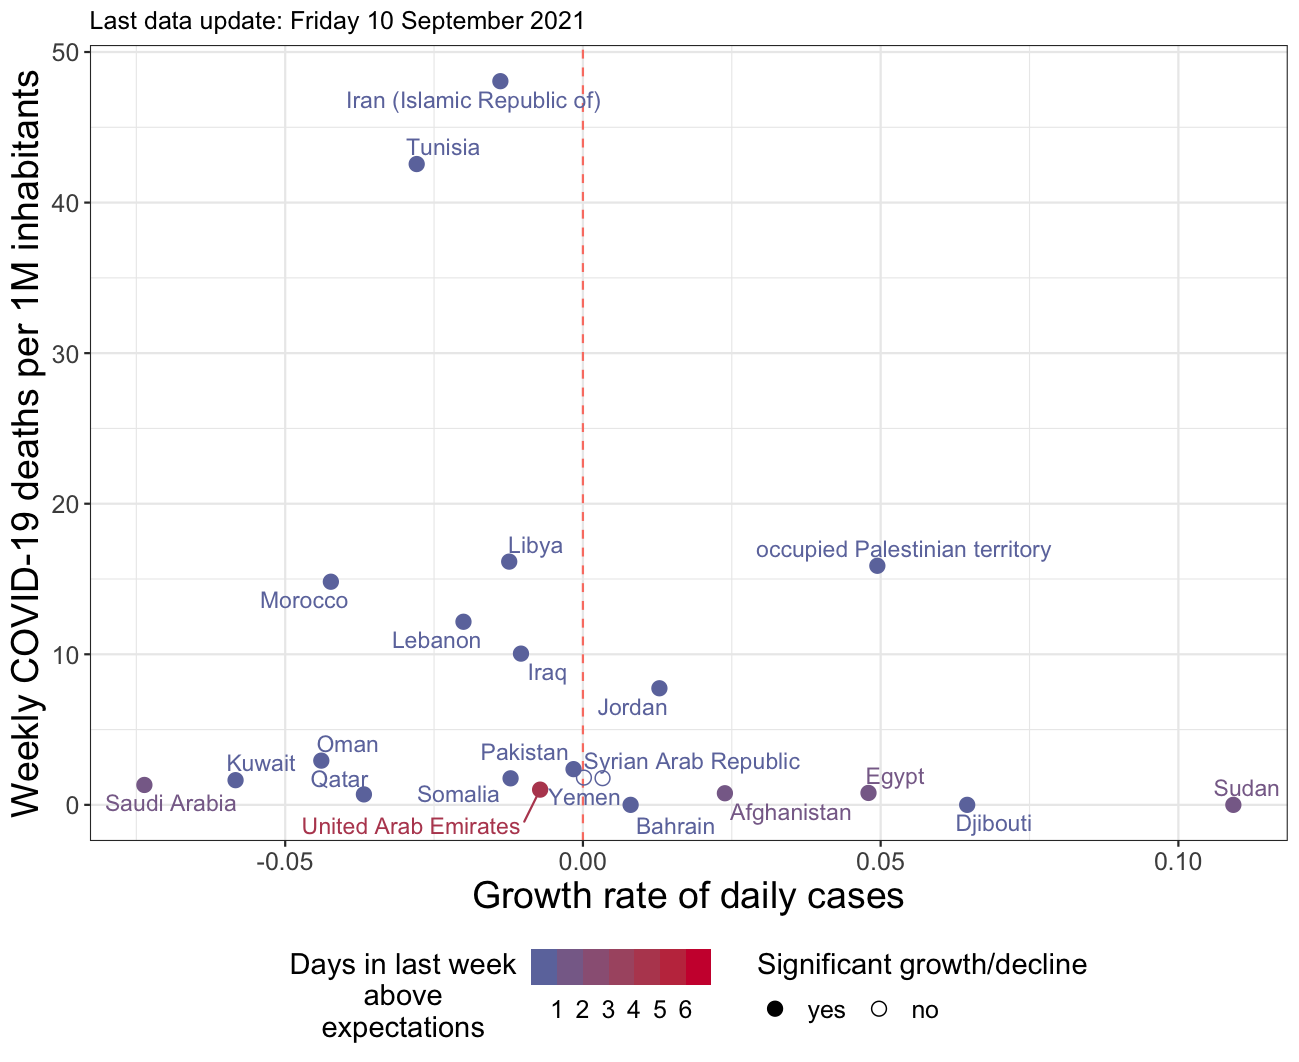 Last data update: Friday 10 September 2021
50
40
30
20
10
0
Weekly COVID-19 deaths per 1M inhabitants
Iran (Islamic Republic of)
Tunisia
Libya
occupied Palestinian territory
Morocco
Lebanon
Iraq
Jordan
Oman
Pakistan
Syrian Arab Republic
Kuwait
Qatar
Egypt
Somalia
Yemen
Sudan
Saudi Arabia
Afghanistan
United Arab Emirates
Bahrain
Djibouti
-0.05 0.00 0.05 0.10
Growth rate of daily cases
Days in last week
above
expectations
1 2 3 4 5 6
Significant growth/decline
yes no